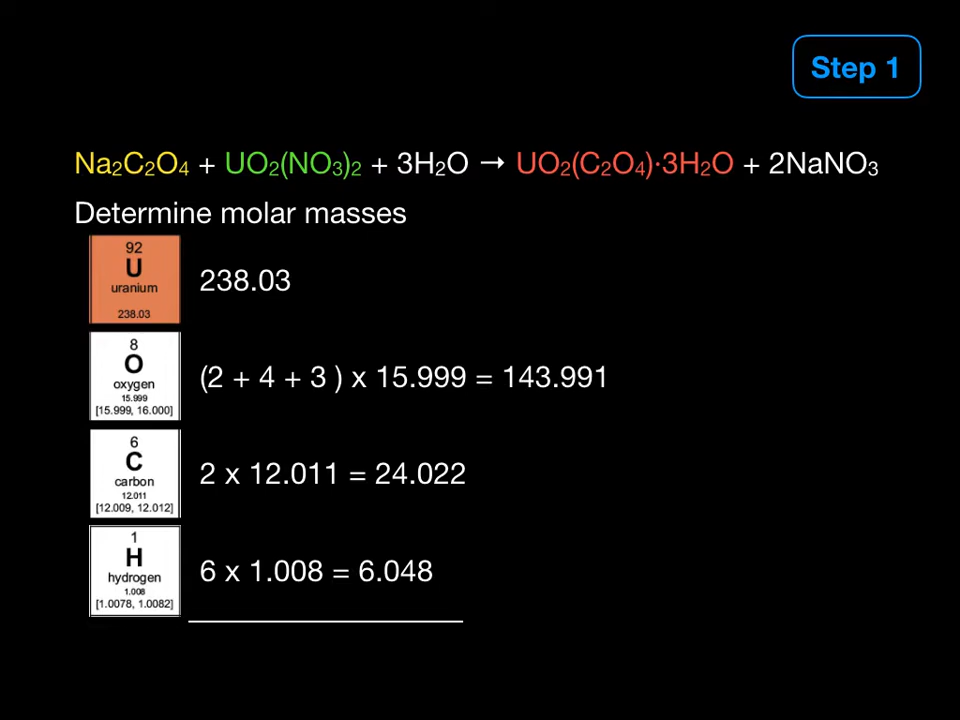 Step 1
Na₂C₂O₄ + UO₂(NO₃)₂ + 3H₂O → UO₂(C₂O₄)·3H₂O + 2NaNO₃
Determine molar masses
92
U
uranium
238.03
238.03
8
O
oxygen
15.999
[15.999, 16.000]
(2 + 4 + 3 ) x 15.999 = 143.991
6
C
carbon
12.011
[12.009, 12.012]
2 x 12.011 = 24.022
1
H
hydrogen
1.008
[1.0078, 1.0082]
6 x 1.008 = 6.048